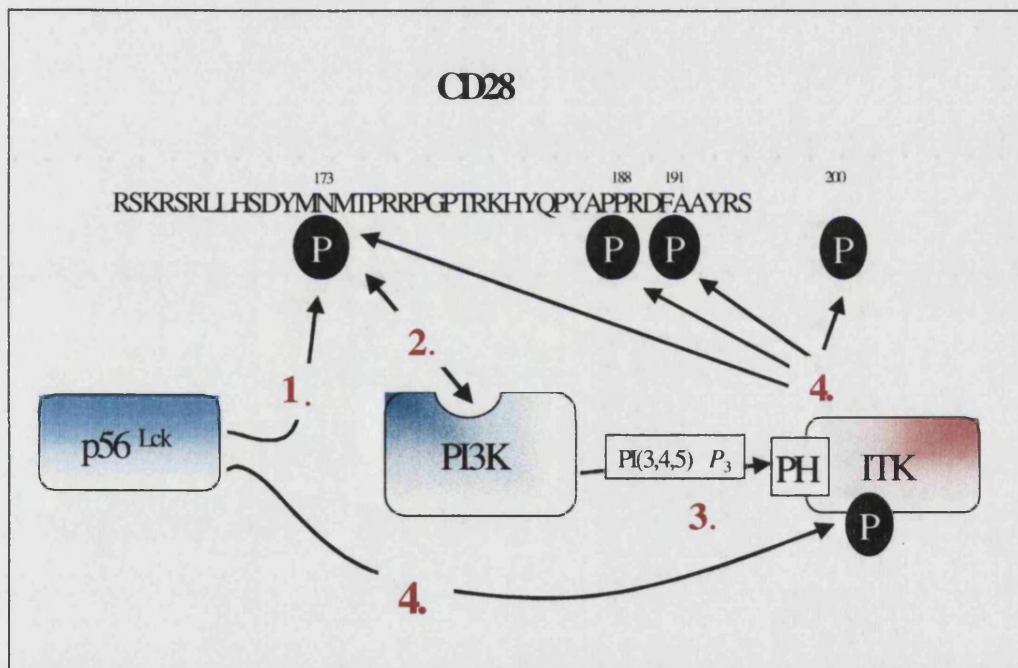 CD28
173 188 191 200
RSKRSRLLHSDYMNMTPRRPGPTRKHYQPYAPPRDFAAYRS
P P P P
2.
1. 4.
p56 Lck PI3K PI(3,4,5) P3 PH ITK
3. P
4.